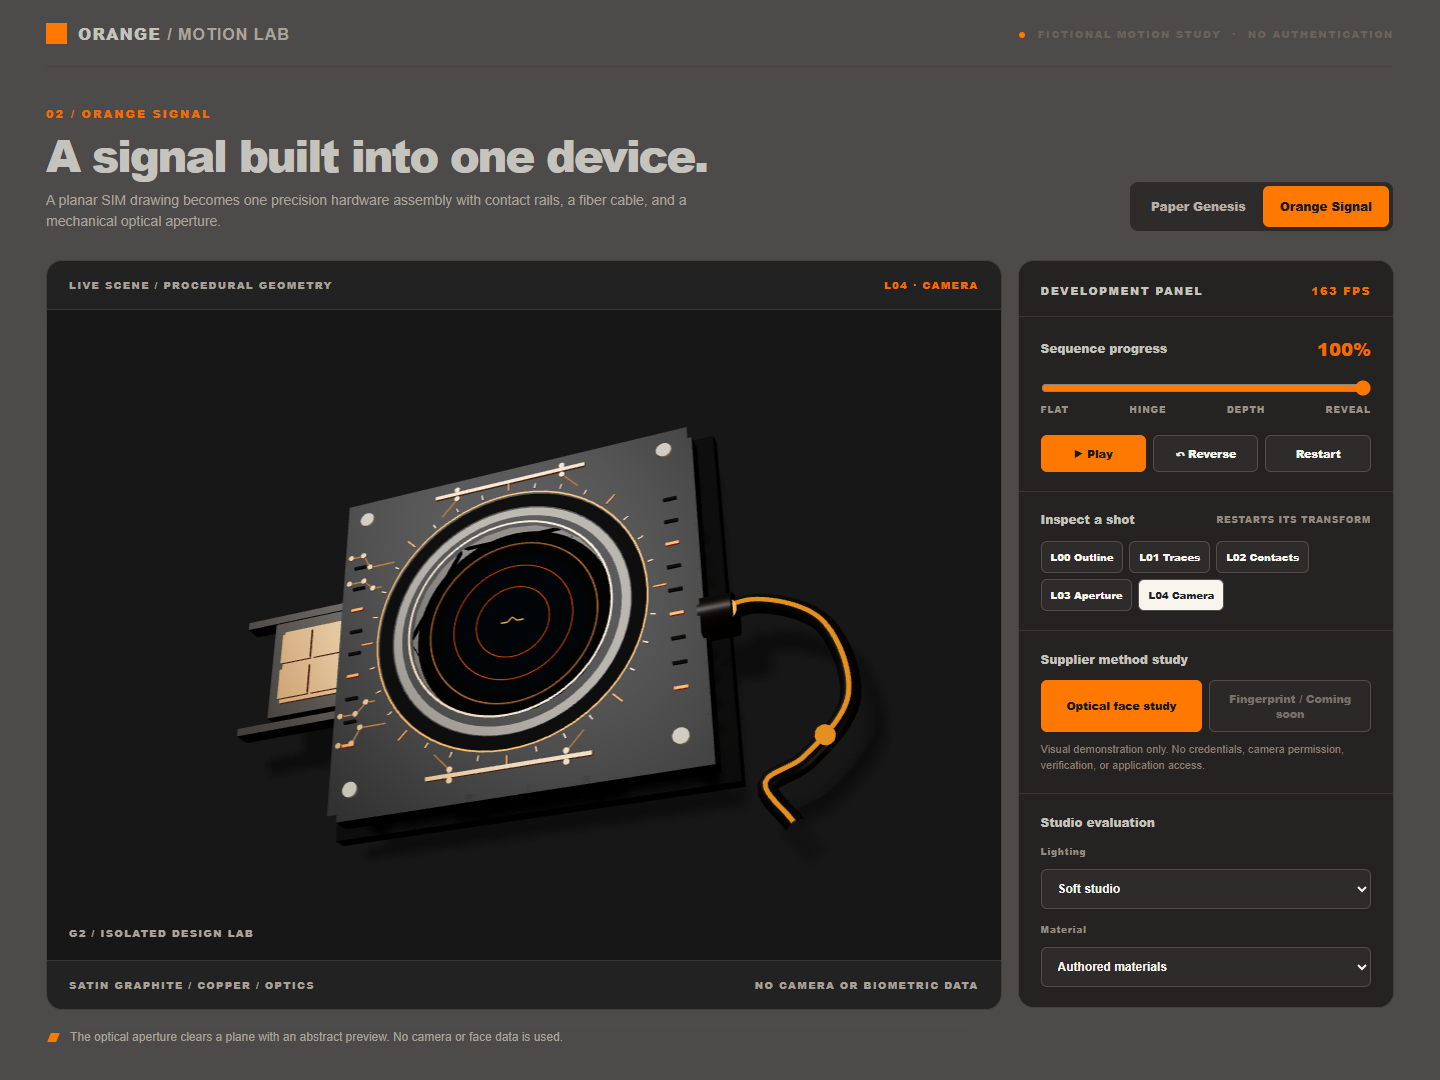 ORANGE / MOTION LAB
FICTIONAL MOTION STUDY · NO AUTHENTICATION
02 / ORANGE SIGNAL
A signal built into one device.
A planar SIM drawing becomes one precision hardware assembly with contact rails, a fiber cable, and a
mechanical optical aperture.
Paper Genesis
Orange Signal
LIVE SCENE / PROCEDURAL GEOMETRY
L04 · CAMERA
G2 / ISOLATED DESIGN LAB
SATIN GRAPHITE / COPPER / OPTICS
NO CAMERA OR BIOMETRIC DATA
DEVELOPMENT PANEL
163 FPS
Sequence progress
100%
FLAT
HINGE
DEPTH
REVEAL
Play
Reverse
Restart
Inspect a shot
RESTARTS ITS TRANSFORM
L00 Outline
L01 Traces
L02 Contacts
L03 Aperture
L04 Camera
Supplier method study
Optical face study
Fingerprint / Coming
soon
Visual demonstration only. No credentials, camera permission,
verification, or application access.
Studio evaluation
Lighting
Soft studio
Material
Authored materials
The optical aperture clears a plane with an abstract preview. No camera or face data is used.